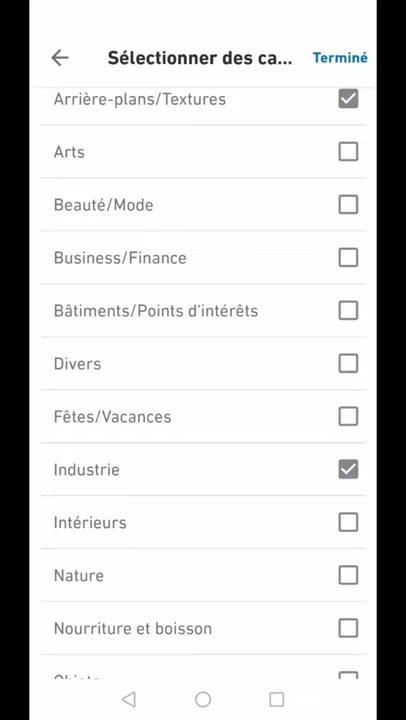 Sélectionner des ca...
Terminé
Arrière-plans/Textures
Arts
Beauté/Mode
Business/Finance
Bâtiments/Points d'intérêts
Divers
Fêtes/Vacances
Industrie
Intérieurs
Nature
Nourriture et boisson